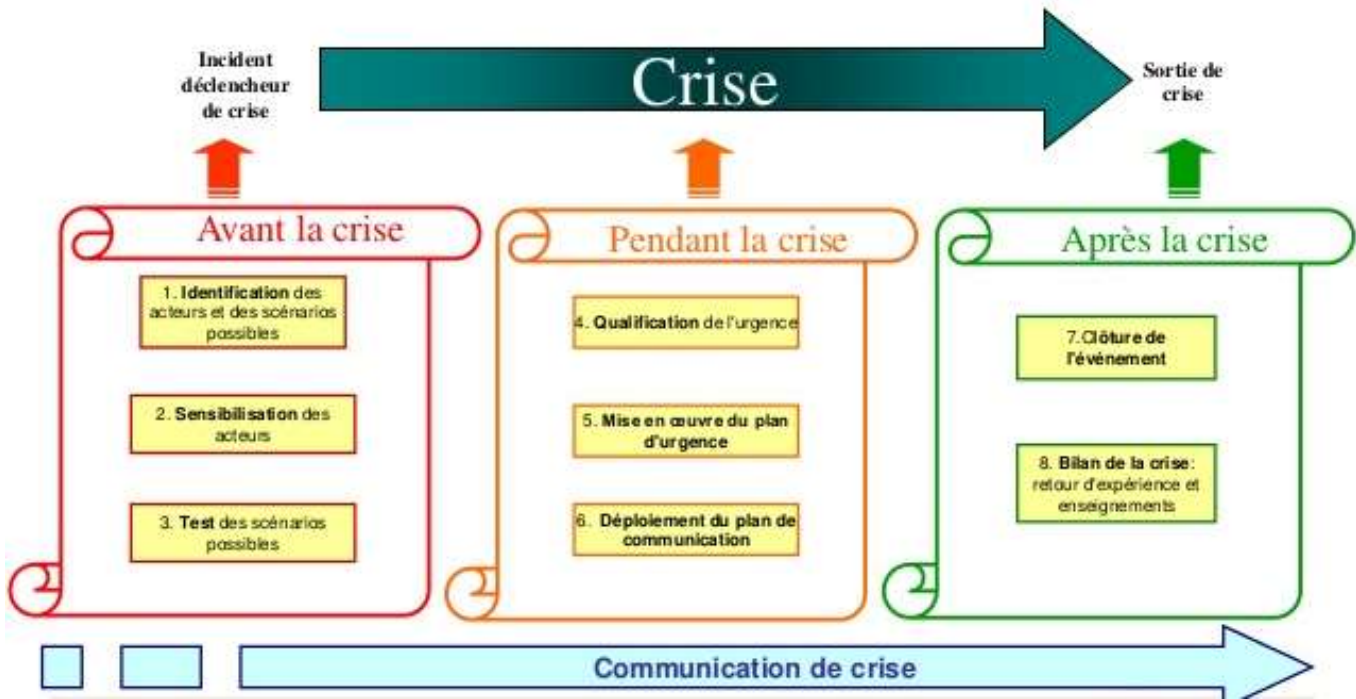 Incident
déclencheur
de crise
Crise
Sortie de
crise
Avant la crise
1. Identification des
acteurs et des scénarios
possibles
2. Sensibilisation des
acteurs
3. Test des scénarios
possibles
Pendant la crise
4. Qualification de l'urgence
5. Mise en œuvre du plan
d'urgence
6. Déploiement du plan de
communication
Après la crise
7.Clôture de
l'événement
8. Bilan de la crise:
retour d'expérience et
enseignements
Communication de crise